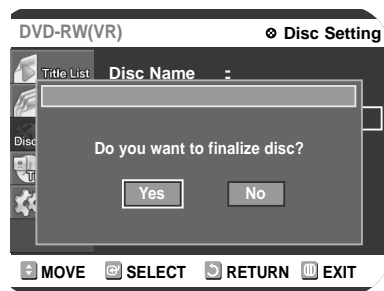 DVD-RW(VR) Disc Setting
Title List Disc Name :
Disc
Do you want to finalize disc?
Yes No
MOVE SELECT RETURN EXIT